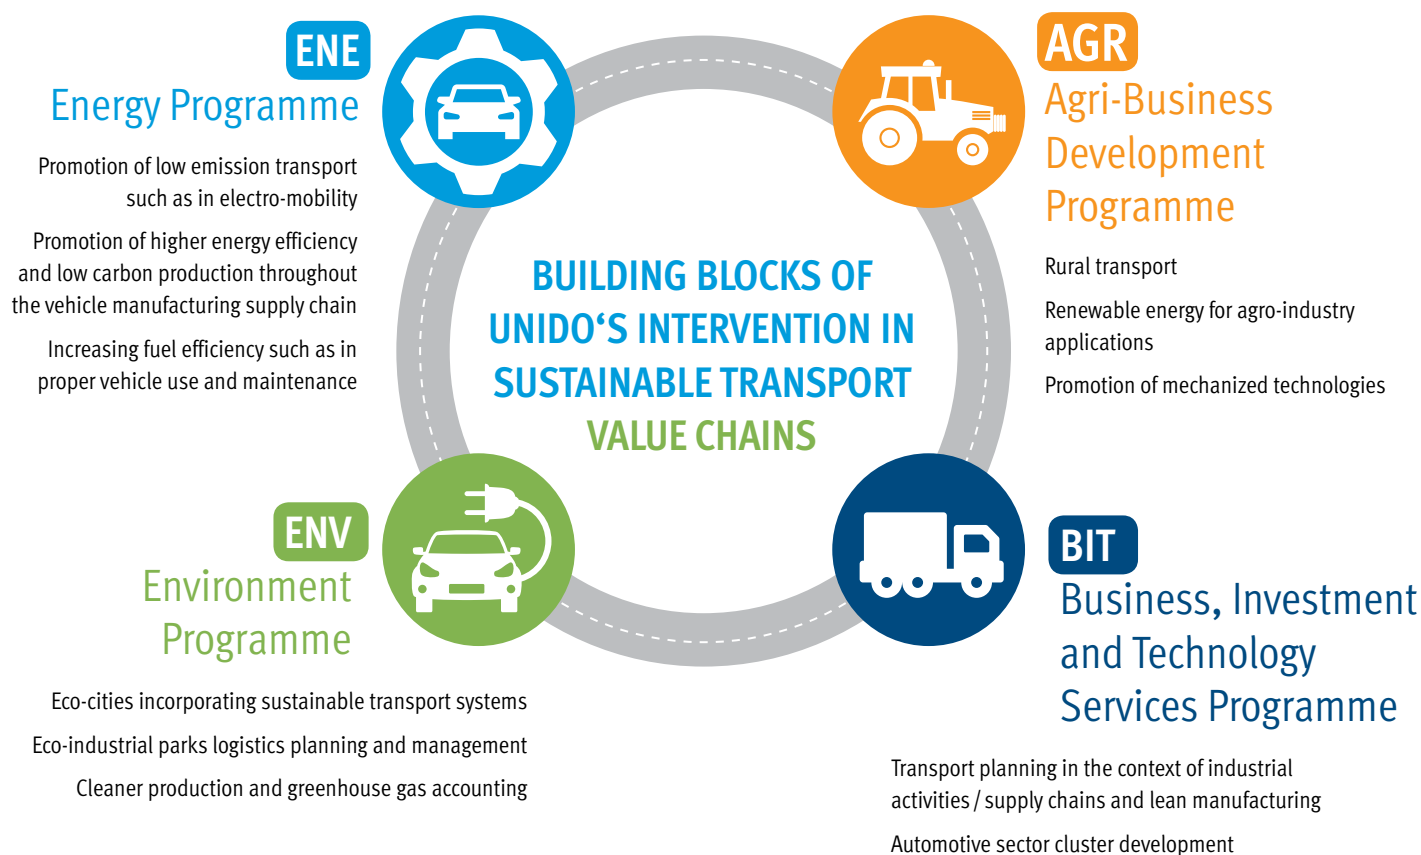 ENE
Energy Programme
Promotion of low emission transport
such as in electro-mobility
Promotion of higher energy efficiency
and low carbon production throughout
the vehicle manufacturing supply chain
Increasing fuel efficiency such as in
proper vehicle use and maintenance
AGR
Agri-Business
Development
Programme
Rural transport
Renewable energy for agro-industry
applications
Promotion of mechanized technologies
BUILDING BLOCKS OF
UNIDO‘S INTERVENTION IN
SUSTAINABLE TRANSPORT
VALUE CHAINS
ENV
Environment
Programme
Eco-cities incorporating sustainable transport systems
Eco-industrial parks logistics planning and management
Cleaner production and greenhouse gas accounting
BIT
Business, Investment
and Technology
Services Programme
Transport planning in the context of industrial
activities / supply chains and lean manufacturing
Automotive sector cluster development